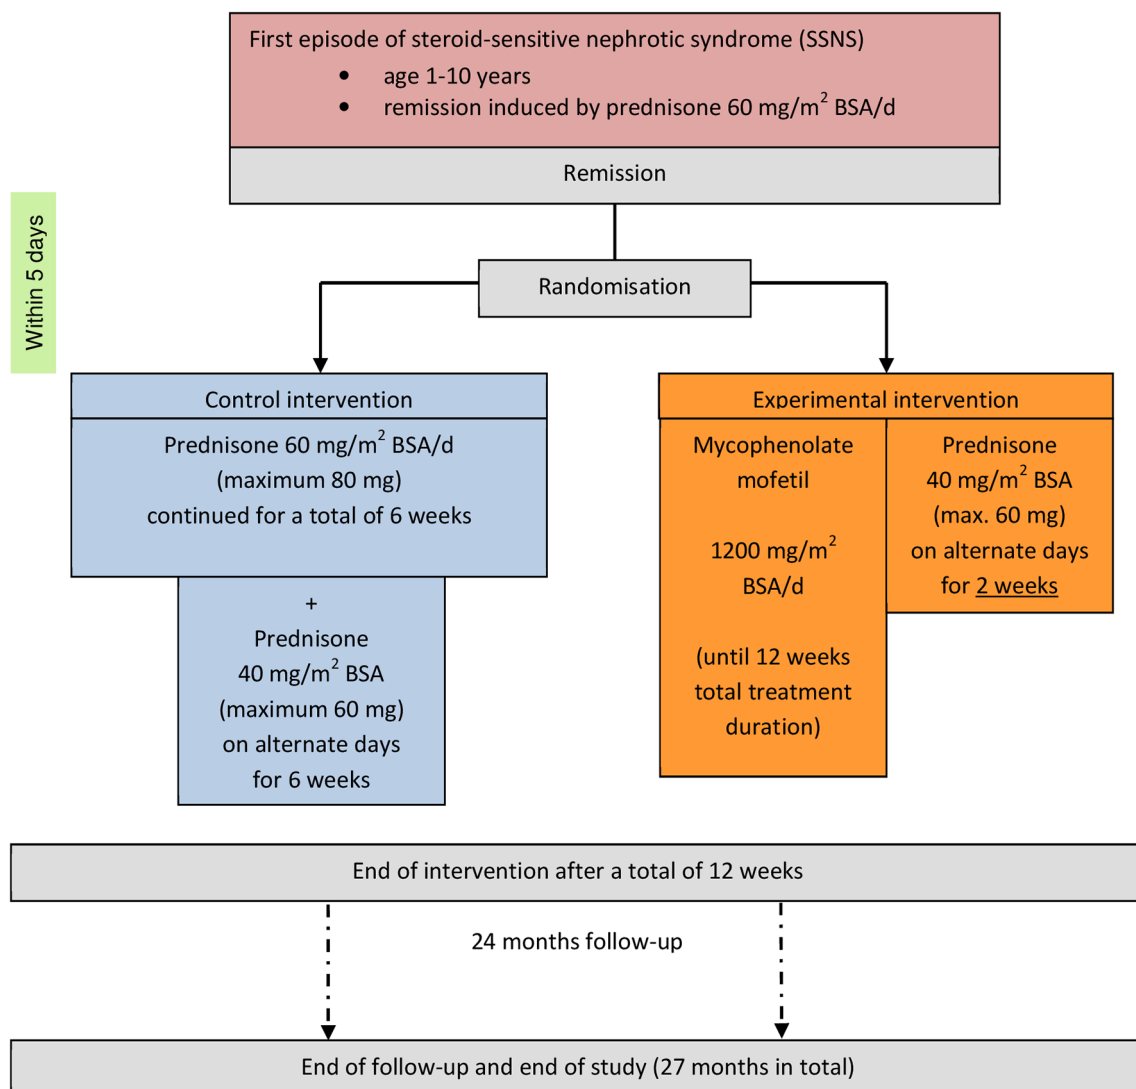 First episode of steroid-sensitive nephrotic syndrome (SSNS)
• age 1-10 years
• remission induced by prednisone 60 mg/m² BSA/d
Remission
Within 5 days
Randomisation
Control intervention
Prednisone 60 mg/m² BSA/d
(maximum 80 mg)
continued for a total of 6 weeks
+
Prednisone
40 mg/m² BSA
(maximum 60 mg)
on alternate days
for 6 weeks
Experimental intervention
Mycophenolate
mofetil
1200 mg/m²
BSA/d
(until 12 weeks
total treatment
duration)
Prednisone
40 mg/m² BSA
(max. 60 mg)
on alternate days
for 2 weeks
End of intervention after a total of 12 weeks
24 months follow-up
End of follow-up and end of study (27 months in total)